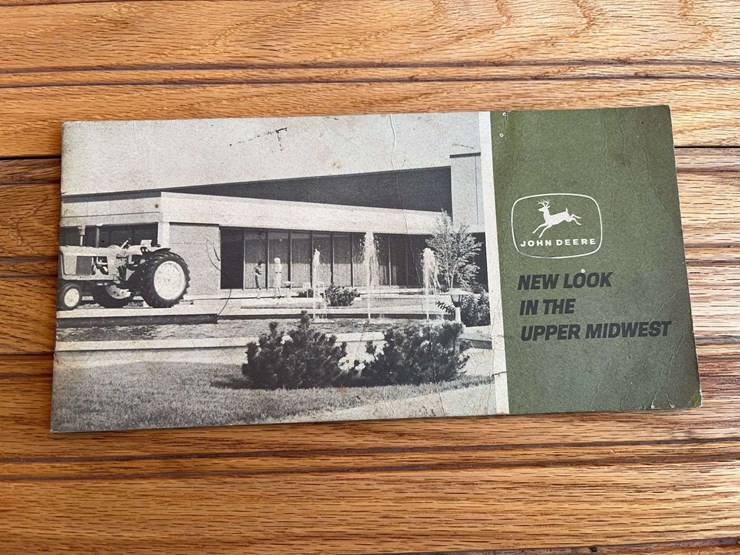 JOHN DEERE
NEW LOOK
IN THE
UPPER MIDWEST